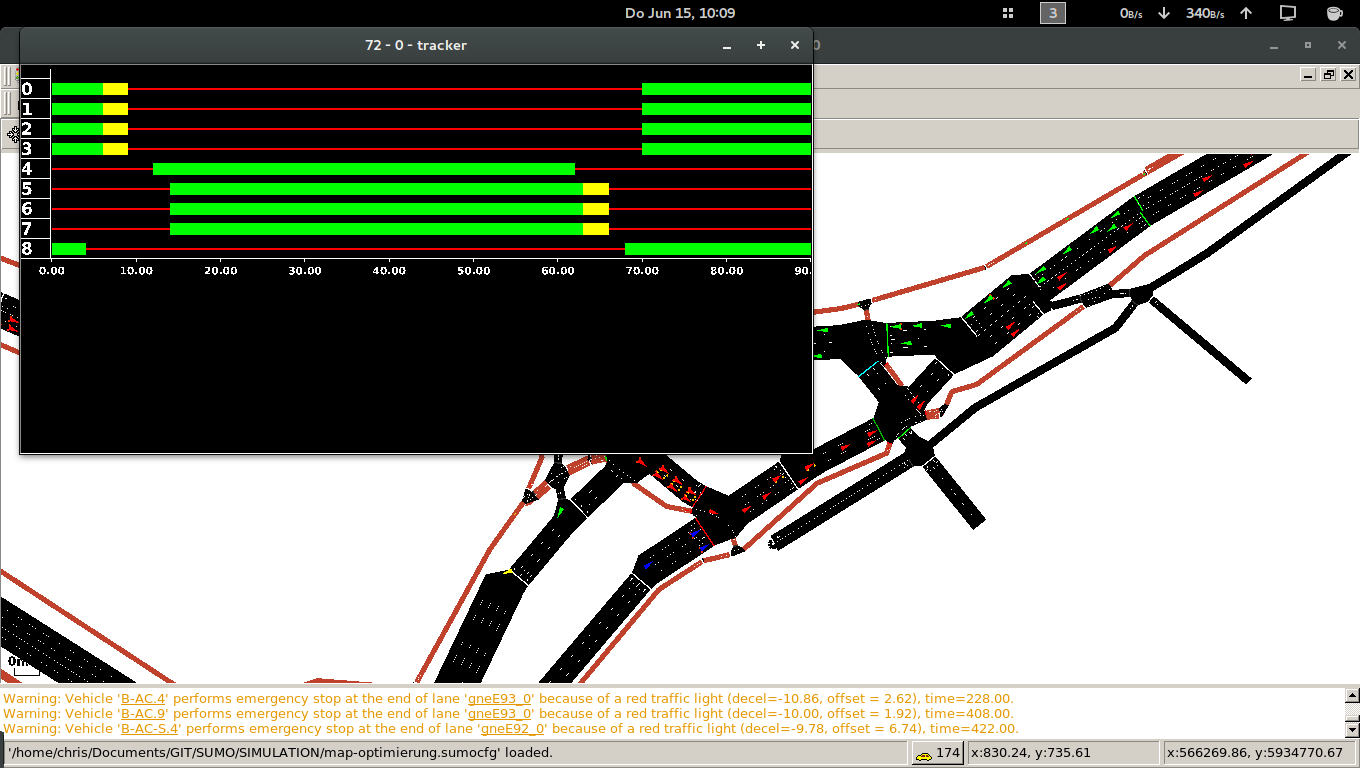 Do Jun 15, 10:09
3
0B/s
340B/s
72 - 0 - tracker
0
0
1
2
3
4
5
6
7
8
0.00 10.00 20.00 30.00 40.00 50.00 60.00 70.00 80.00 90.
0m
Warning: Vehicle 'B-AC.4' performs emergency stop at the end of lane 'gneE93_0' because of a red traffic light (decel=-10.86, offset = 2.62), time=228.00.
Warning: Vehicle 'B-AC.9' performs emergency stop at the end of lane 'gneE93_0' because of a red traffic light (decel=-10.00, offset = 1.92), time=408.00.
Warning: Vehicle 'B-AC-S.4' performs emergency stop at the end of lane 'gneE92_0' because of a red traffic light (decel=-9.78, offset = 6.74), time=422.00.
'/home/chris/Documents/GIT/SUMO/SIMULATION/map-optimierung.sumocfg' loaded.
174
x:830.24, y:735.61
x:566269.86, y:5934770.67